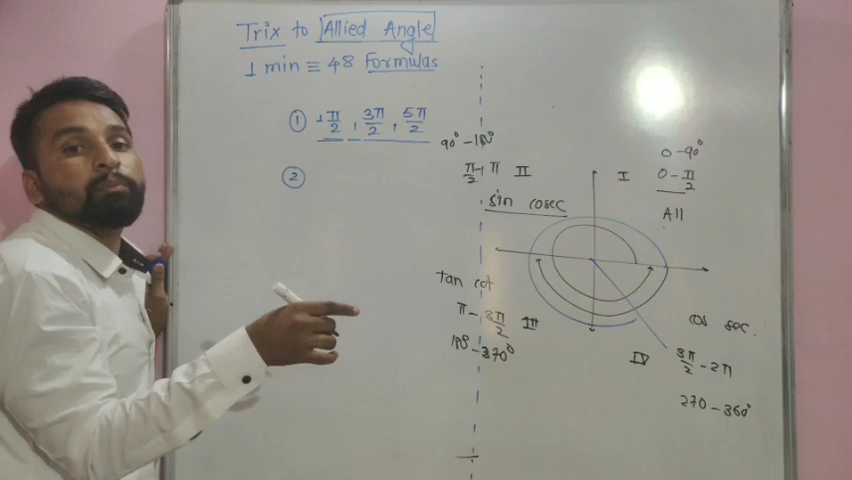 Trix to Allied Angle
1 min ≡ 48 Formulas
① π/2, 3π/2, 5π/2
②
90° - 180°
π/2 - π II
sin cosec
I
0 - 90°
0 - π/2
All
tan cot
π - 3π/2 III
180 - 370°
cos sec.
IV 3π/2 - 2π
270 - 360°